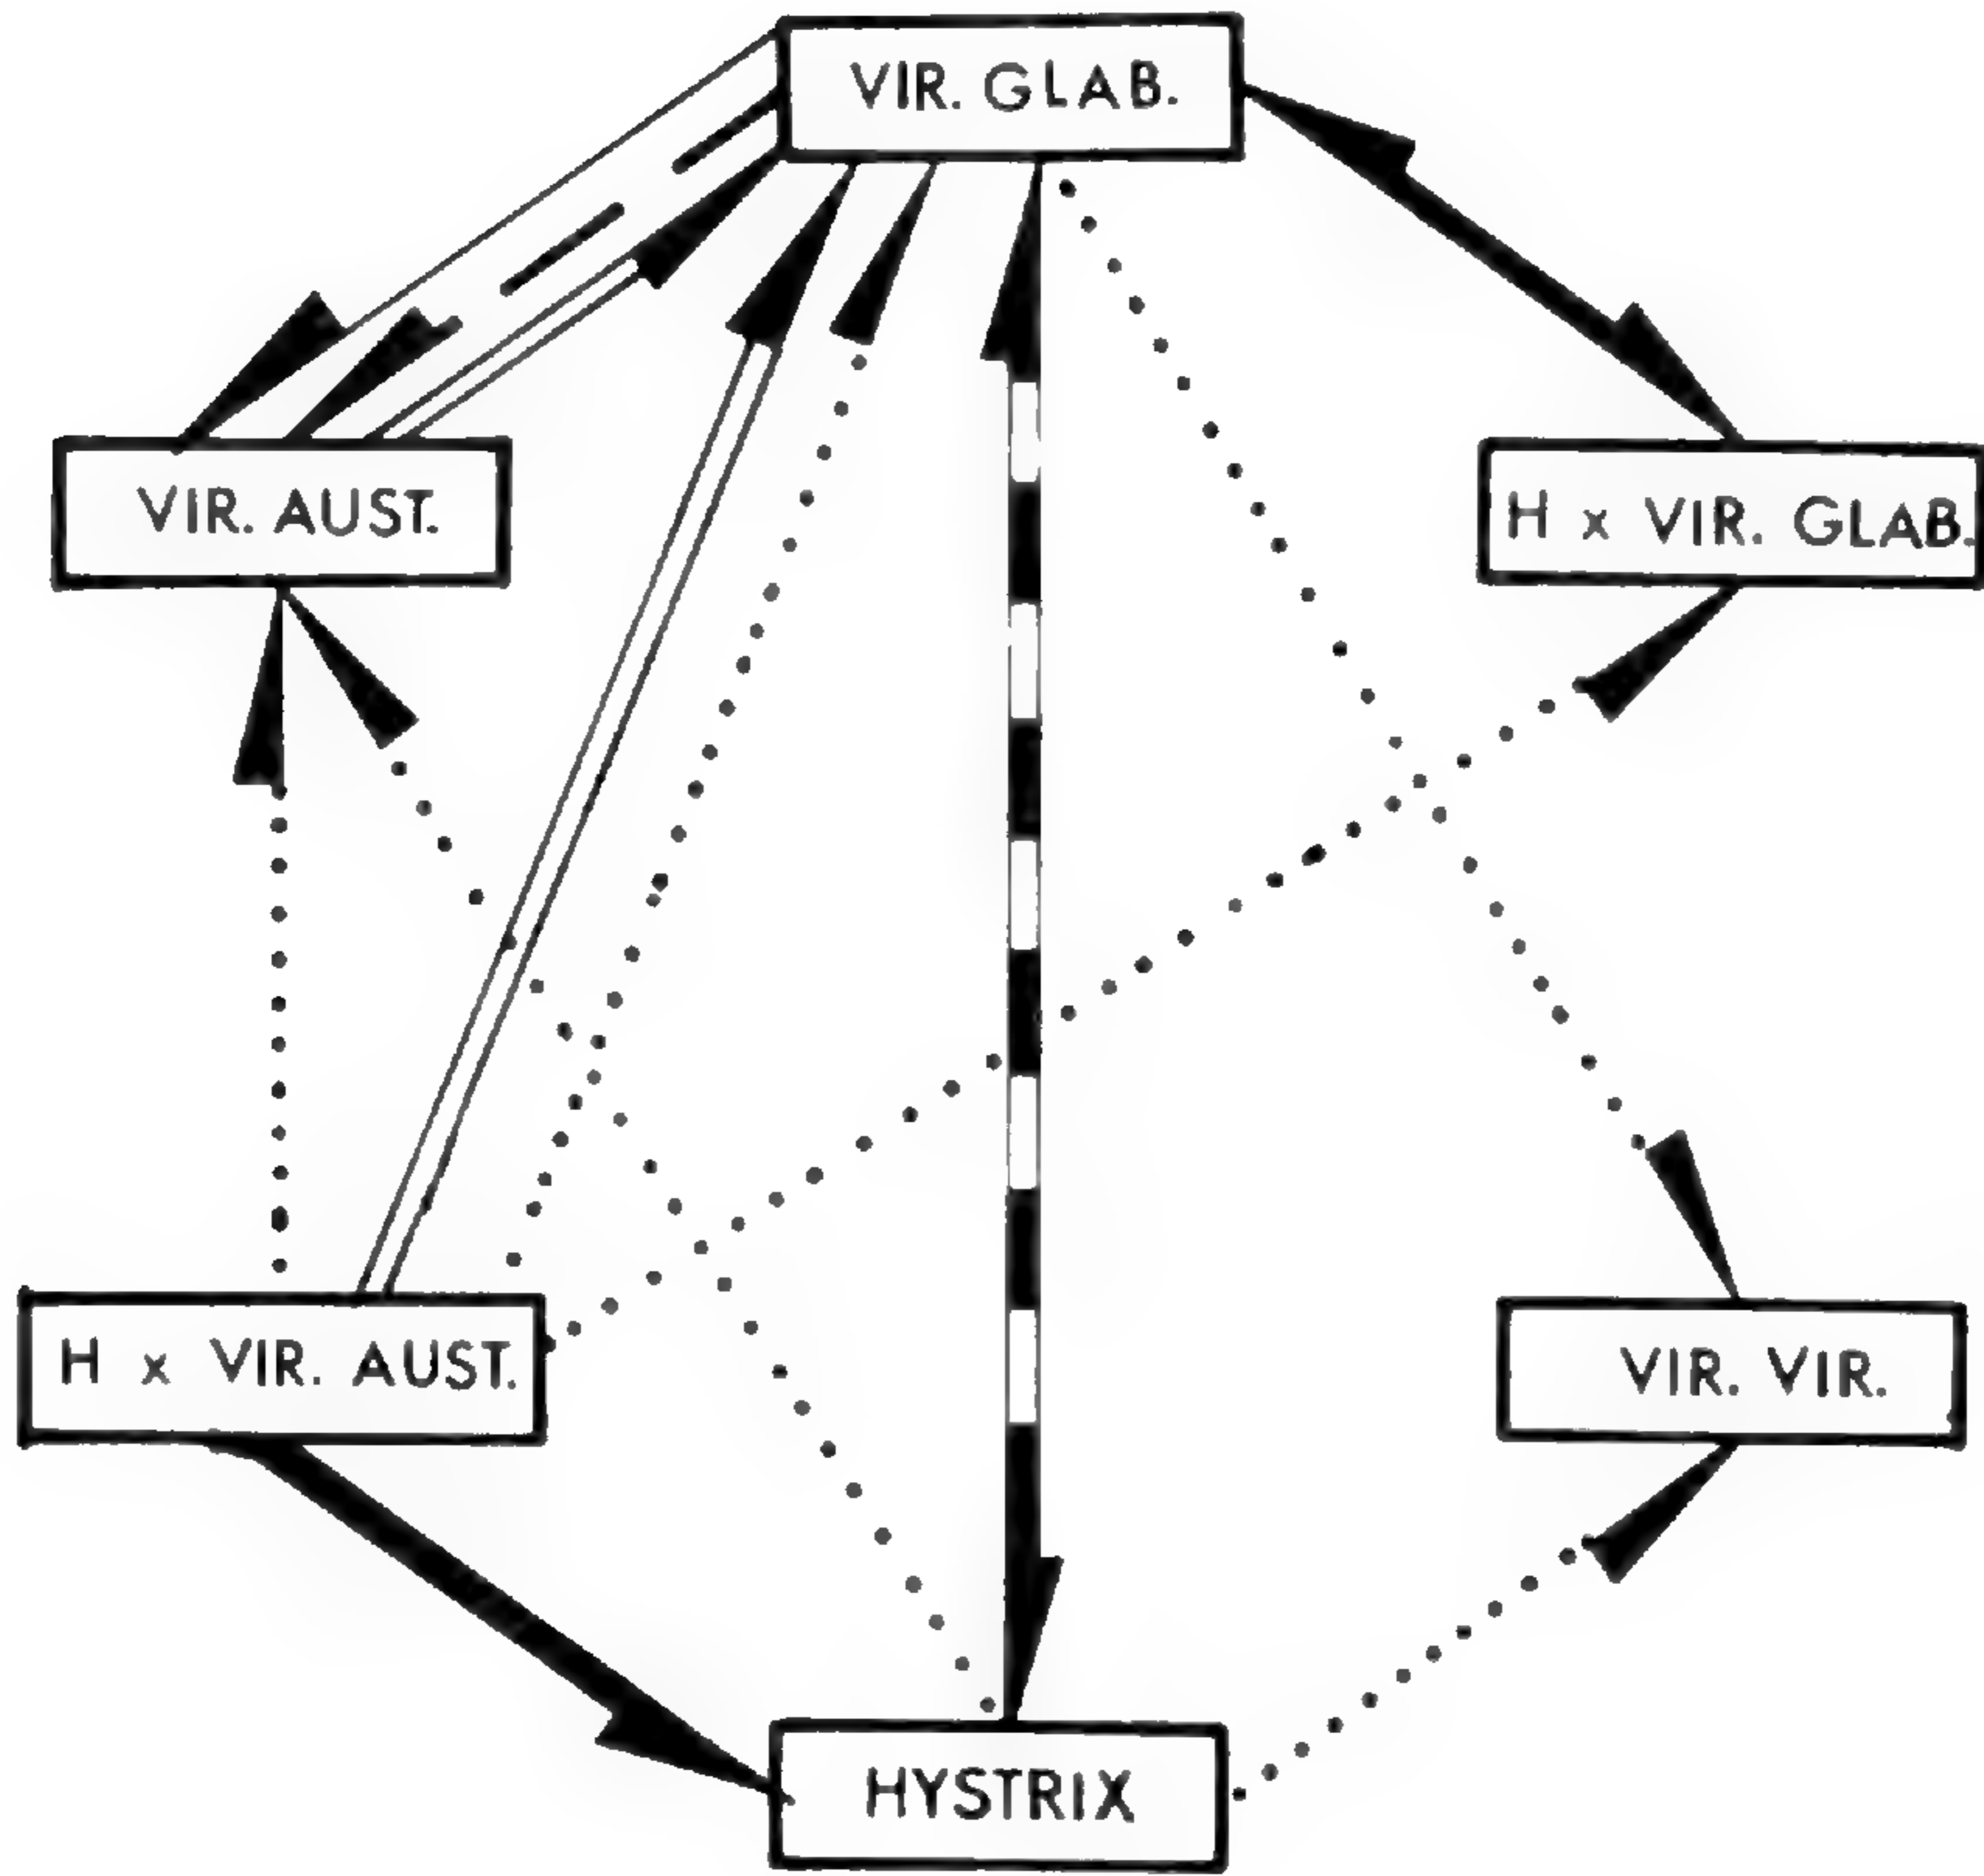 VIR. GLAB.
VIR. AUST.
H x VIR. GLAB.
H x VIR. AUST.
VIR. VIR.
HYSTRIX